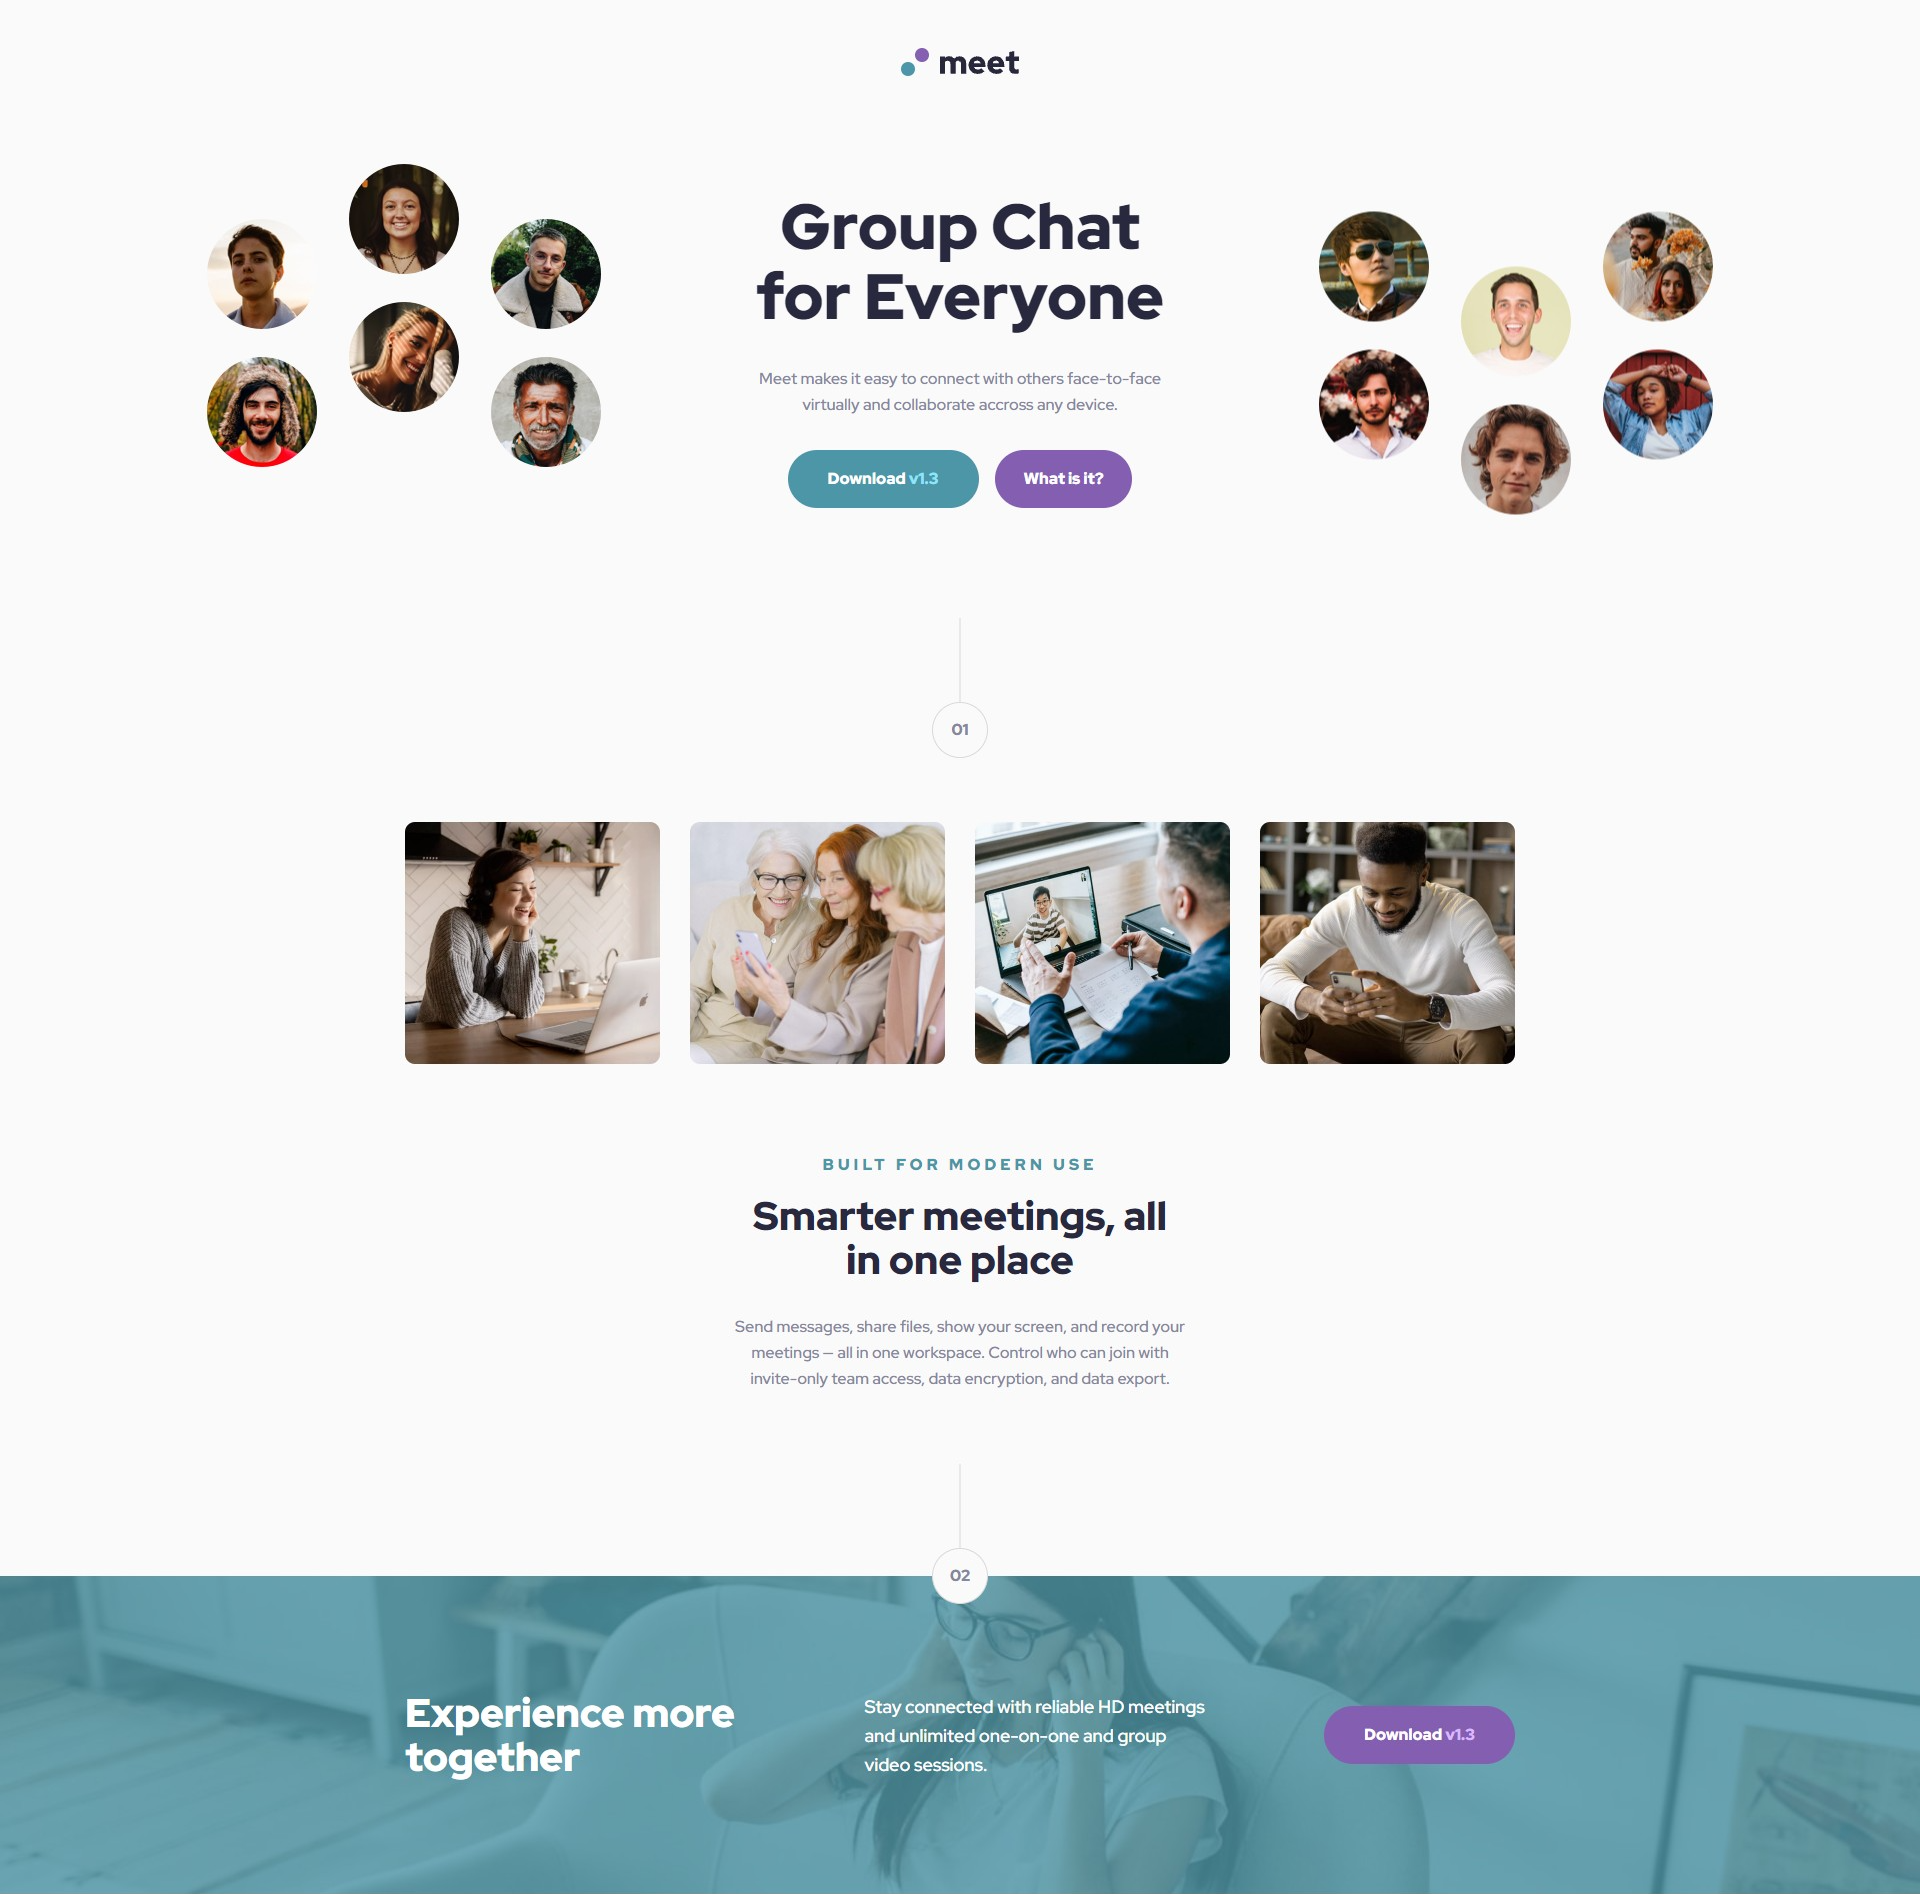 meet
Group Chat
for Everyone
Meet makes it easy to connect with others face-to-face
virtually and collaborate accross any device.
Download v1.3
What is it?
01
BUILT FOR MODERN USE
Smarter meetings, all
in one place
Send messages, share files, show your screen, and record your
meetings — all in one workspace. Control who can join with
invite-only team access, data encryption, and data export.
02
Experience more
together
Stay connected with reliable HD meetings
and unlimited one-on-one and group
video sessions.
Download v1.3